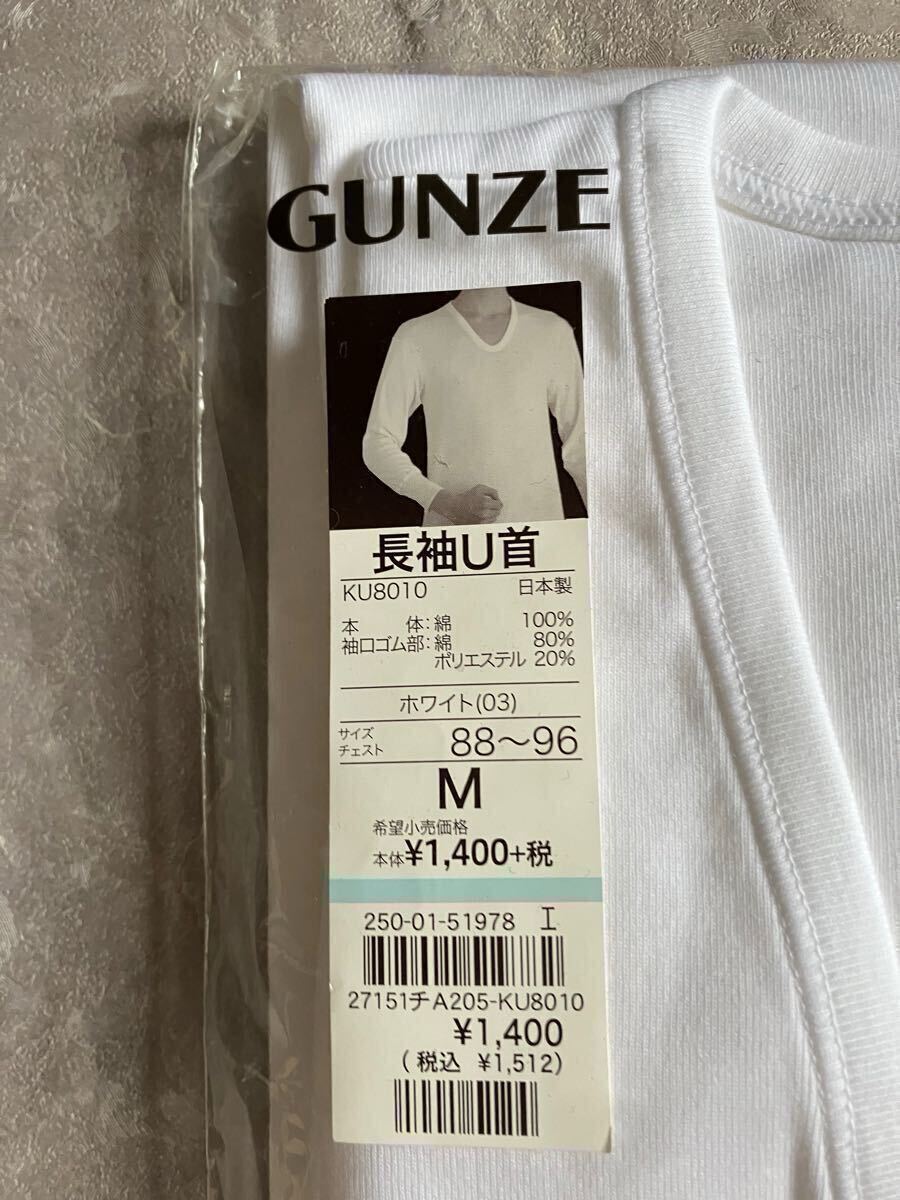 GUNZE
長袖U首
KU8010 日本製
本 体:綿 100%
袖口ゴム部:綿 80%
ポリエステル 20%
ホワイト(03)
サイズ
チェスト 88～96
M
希望小売価格
本体¥1,400+税
250-01-51978 エ
27151チA205-KU8010
¥1,400
(税込 ¥1,512)